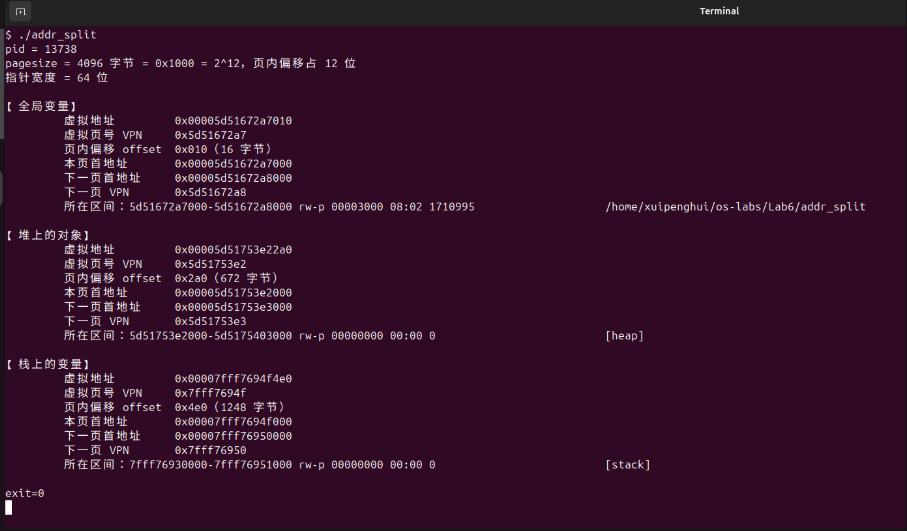 Terminal
$ ./addr_split
pid = 13738
pagesize = 4096 字节 = 0x1000 = 2^12，页内偏移占 12 位
指针宽度 = 64 位
【 全局变量】
虚拟地址 0x00005d51672a7010
虚拟页号 VPN 0x5d51672a7
页内偏移 offset 0x010（16 字节）
本页首地址 0x00005d51672a7000
下一页首地址 0x00005d51672a8000
下一页 VPN 0x5d51672a8
所在区间：5d51672a7000-5d51672a8000 rw-p 00003000 08:02 1710995 /home/xuipenghui/os-labs/Lab6/addr_split
【 堆上的对象】
虚拟地址 0x00005d51753e22a0
虚拟页号 VPN 0x5d51753e2
页内偏移 offset 0x2a0（672 字节）
本页首地址 0x00005d51753e2000
下一页首地址 0x00005d51753e3000
下一页 VPN 0x5d51753e3
所在区间：5d51753e2000-5d5175403000 rw-p 00000000 00:00 0 [heap]
【 栈上的变量】
虚拟地址 0x00007fff7694f4e0
虚拟页号 VPN 0x7fff7694f
页内偏移 offset 0x4e0（1248 字节）
本页首地址 0x00007fff7694f000
下一页首地址 0x00007fff76950000
下一页 VPN 0x7fff76950
所在区间：7fff76930000-7fff76951000 rw-p 00000000 00:00 0 [stack]
exit=0